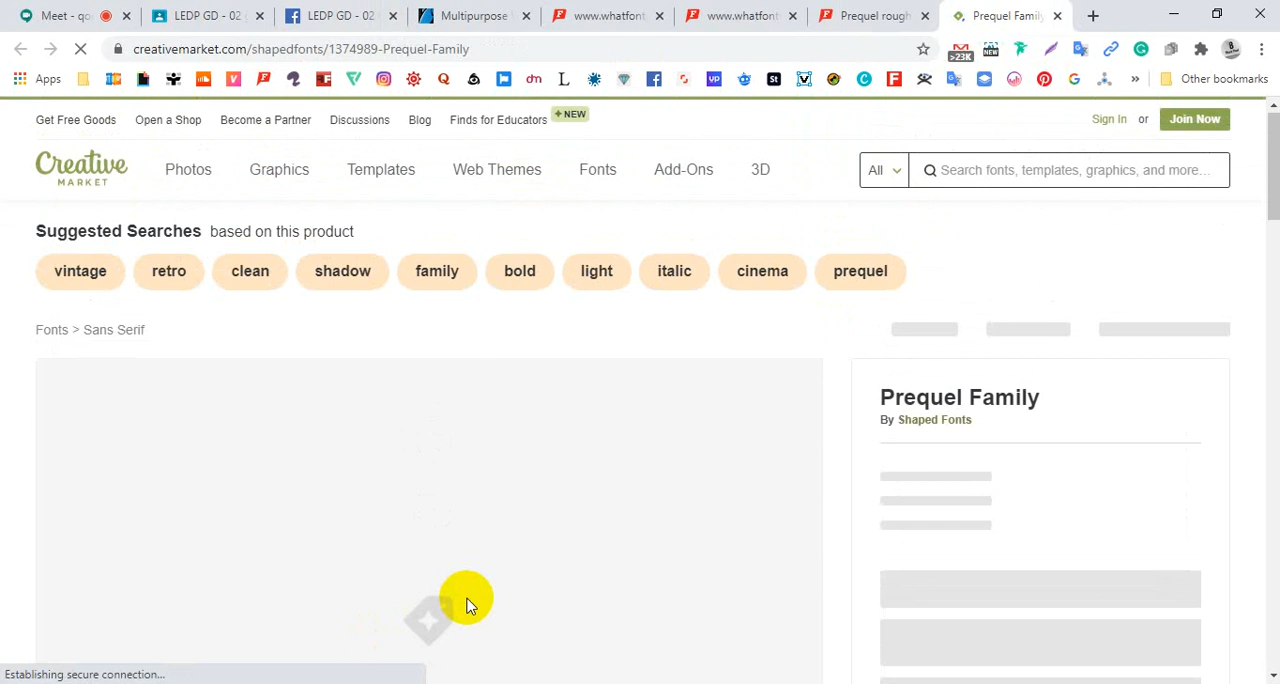 Meet - qo
LEDP GD - 02
LEDP GD - 02
Multipurpose
www.whatfont
www.whatfon
Prequel rough
Prequel Family
creativemarket.com/shapedfonts/1374989-Prequel-Family
>23K
NEW
Apps
Other bookmarks
Get Free Goods
Open a Shop
Become a Partner
Discussions
Blog
Finds for Educators
+ NEW
Sign In or
Join Now
Creative
MARKET
Photos
Graphics
Templates
Web Themes
Fonts
Add-Ons
3D
All
Search fonts, templates, graphics, and more...
Suggested Searches based on this product
vintage
retro
clean
shadow
family
bold
light
italic
cinema
prequel
Fonts > Sans Serif
Prequel Family
By Shaped Fonts
Establishing secure connection...